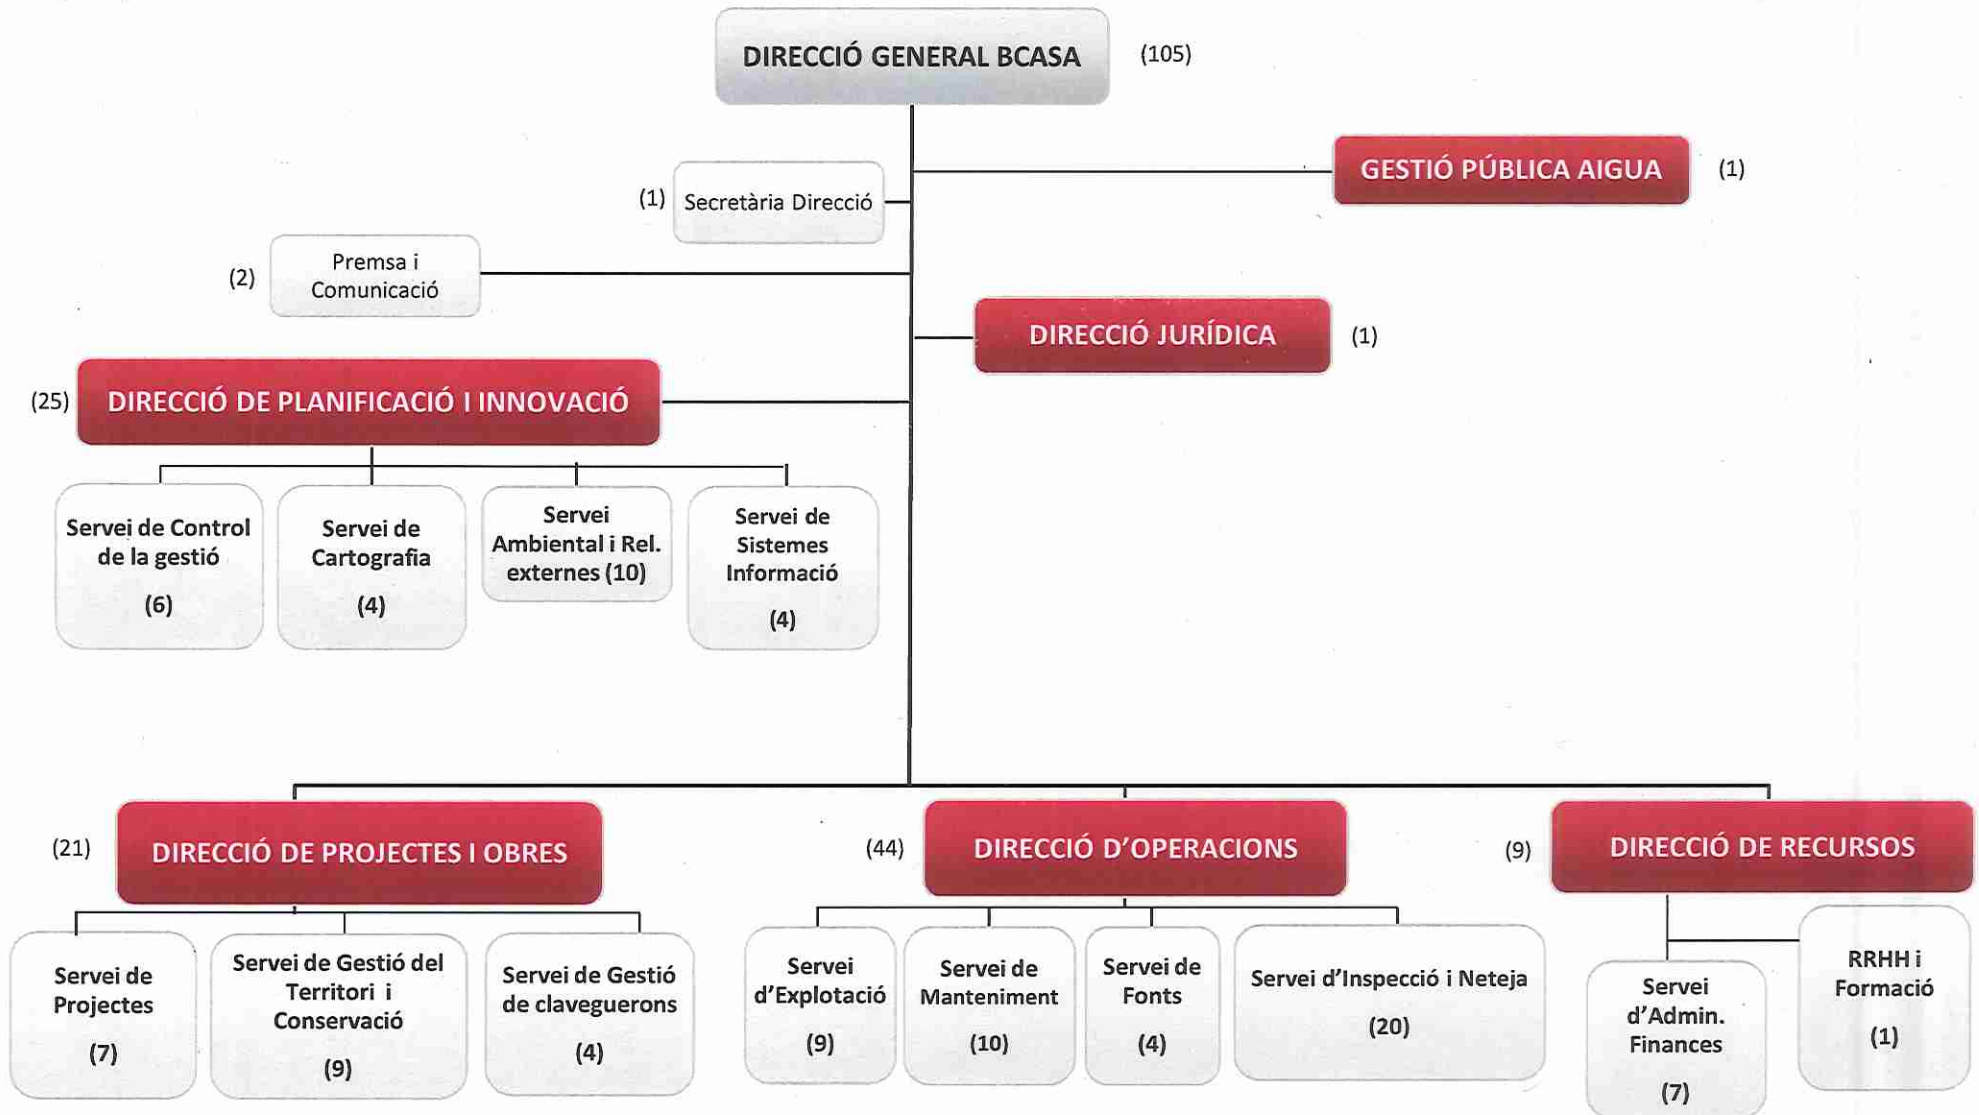 DIRECCIÓ GENERAL BCASA
(105)
GESTIÓ PÚBLICA AIGUA
(1)
(1)
Secretària Direcció
(2)
Premsa i
Comunicació
DIRECCIÓ JURÍDICA
(1)
(25)
DIRECCIÓ DE PLANIFICACIÓ I INNOVACIÓ
Servei de Control
de la gestió
(6)
Servei de
Cartografia
(4)
Servei
Ambiental i Rel.
externes (10)
Servei de
Sistemes
Informació
(4)
(21)
DIRECCIÓ DE PROJECTES I OBRES
(44)
DIRECCIÓ D'OPERACIONS
(9)
DIRECCIÓ DE RECURSOS
Servei de
Projectes
(7)
Servei de Gestió del
Territori i
Conservació
(9)
Servei de Gestió
de claveguerons
(4)
Servei
d'Explotació
(9)
Servei de
Manteniment
(10)
Servei de
Fonts
(4)
Servei d'Inspecció i Neteja
(20)
Servei
d'Admin.
Finances
(7)
RRHH i
Formació
(1)